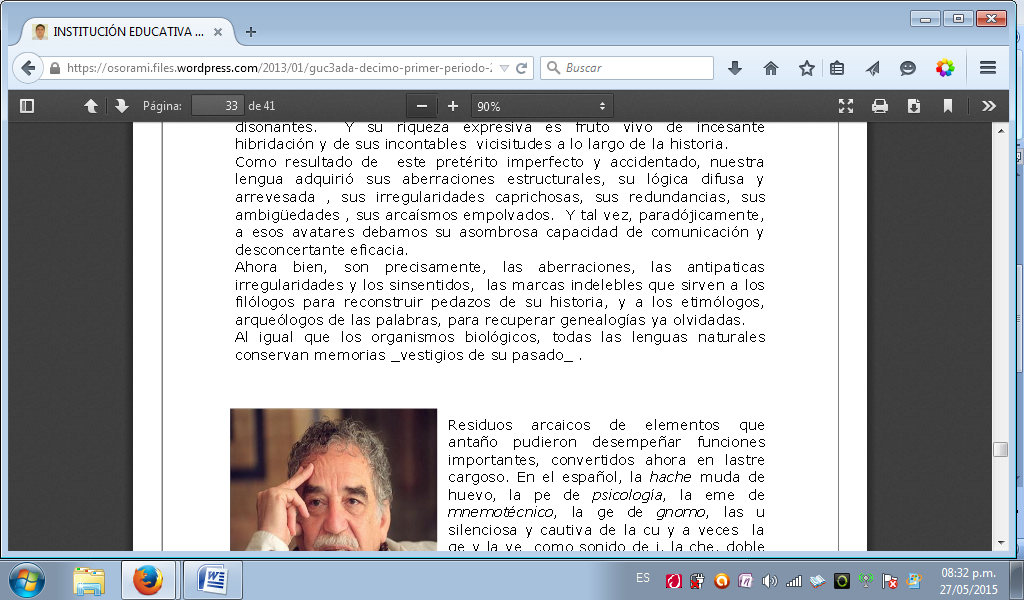 INSTITUCIÓN EDUCATIVA ...
https://osorami.files.wordpress.com/2013/01/guc3ada-decimo-primer-periodo-2
Buscar
Página: 33 de 41
90%
disonantes. Y su riqueza expresiva es fruto vivo de incesante
hibridación y de sus incontables vicisitudes a lo largo de la historia.
Como resultado de este pretérito imperfecto y accidentado, nuestra
lengua adquirió sus aberraciones estructurales, su lógica difusa y
arrevesada , sus irregularidades caprichosas, sus redundancias, sus
ambigüedades , sus arcaísmos empolvados. Y tal vez, paradójicamente,
a esos avatares debamos su asombrosa capacidad de comunicación y
desconcertante eficacia.
Ahora bien, son precisamente, las aberraciones, las antipaticas
irregularidades y los sinsentidos, las marcas indelebles que sirven a los
filólogos para reconstruir pedazos de su historia, y a los etimólogos,
arqueólogos de las palabras, para recuperar genealogías ya olvidadas.
Al igual que los organismos biológicos, todas las lenguas naturales
conservan memorias _vestigios de su pasado_ .
Residuos arcaicos de elementos que
antaño pudieron desempeñar funciones
importantes, convertidos ahora en lastre
cargoso. En el español, la hache muda de
huevo, la pe de psicología, la eme de
mnemotécnico, la ge de gnomo, las u
silenciosa y cautiva de la cu y a veces la
ge y la ye como sonido de i, la che, doble
ES
08:32 p.m.
27/05/2015